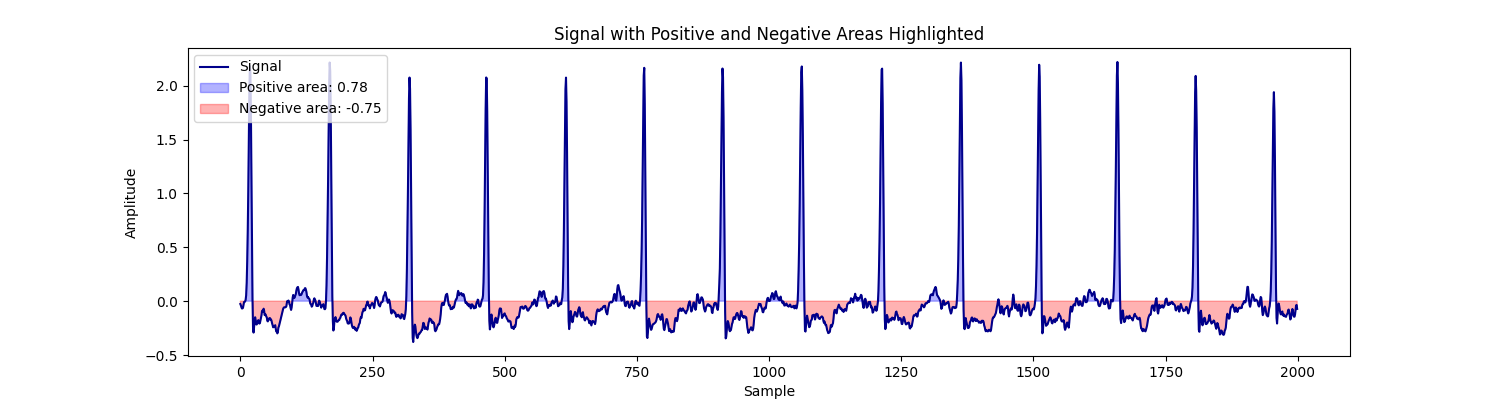 Signal with Positive and Negative Areas Highlighted
Signal
Positive area: 0.78
Negative area: -0.75
2.0
1.5
1.0
0.5
0.0
−0.5
Amplitude
0 250 500 750 1000 1250 1500 1750 2000
Sample